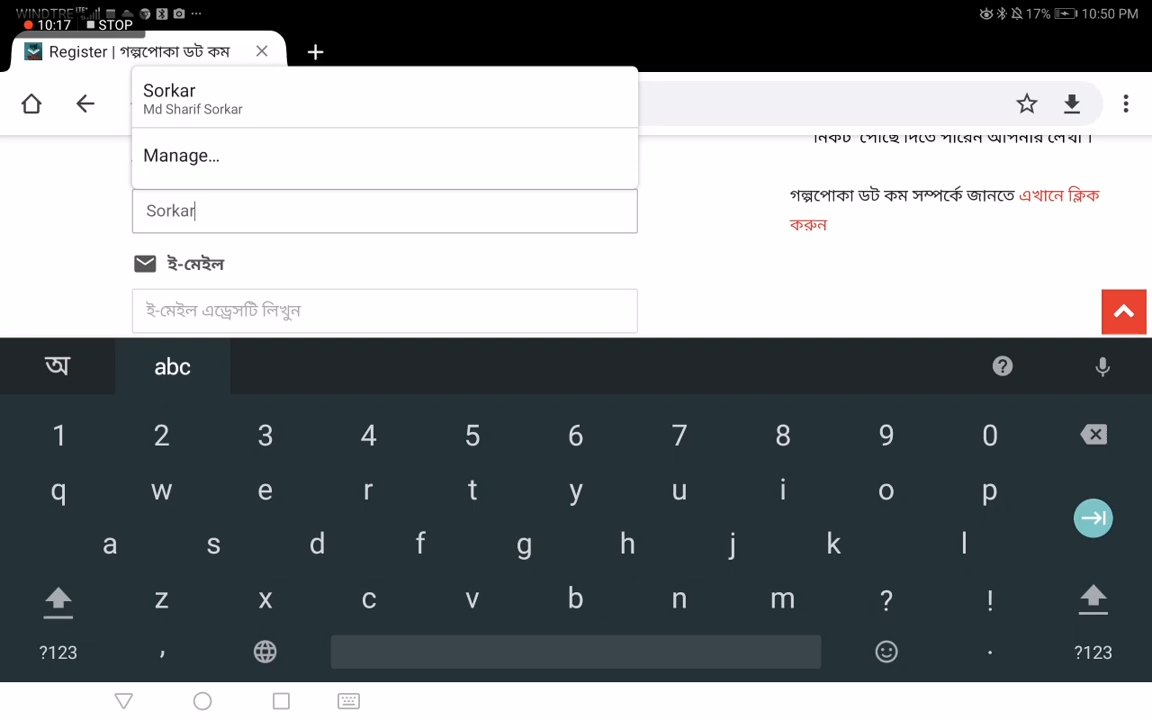 WINDTRE
10:17 STOP
17% 10:50 PM
Register | গল্পপোকা ডট কম
Sorkar
Md Sharif Sorkar
Manage...
Sorkar
ই-মেইল
ই-মেইল এড্রেসটি লিখুন
নিকট পৌঁছে দিতে পারেন আপনার লেখা।
গল্পপোকা ডট কম সম্পর্কে জানতে এখানে ক্লিক
করুন
অ abc
1 2 3 4 5 6 7 8 9 0
q w e r t y u i o p
a s d f g h j k l
z x c v b n m ? !
?123 , . ?123